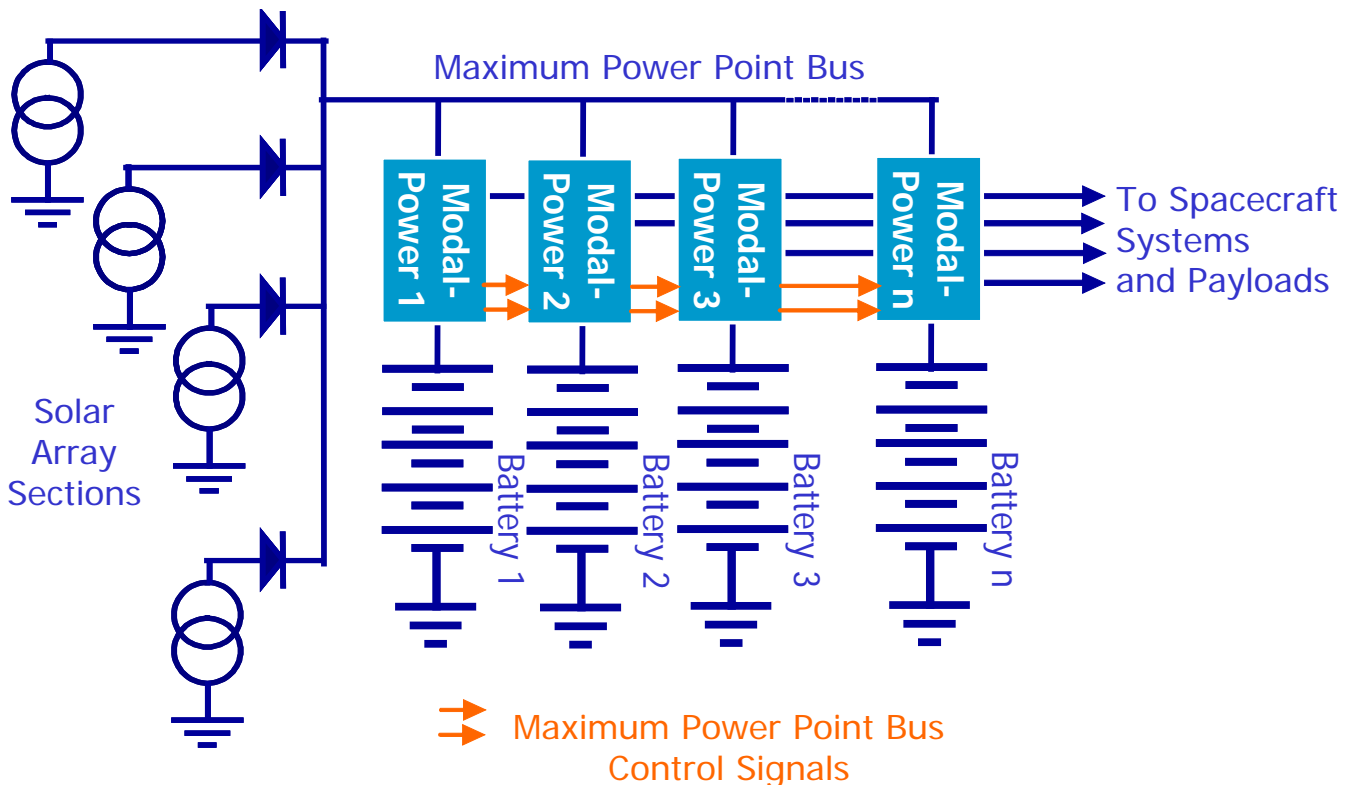 Maximum Power Point Bus
Modal-
Power 1
Modal-
Power 2
Modal-
Power 3
Modal-
Power n
To Spacecraft
Systems
and Payloads
Solar
Array
Sections
Battery 1
Battery 2
Battery 3
Battery n
Maximum Power Point Bus
Control Signals